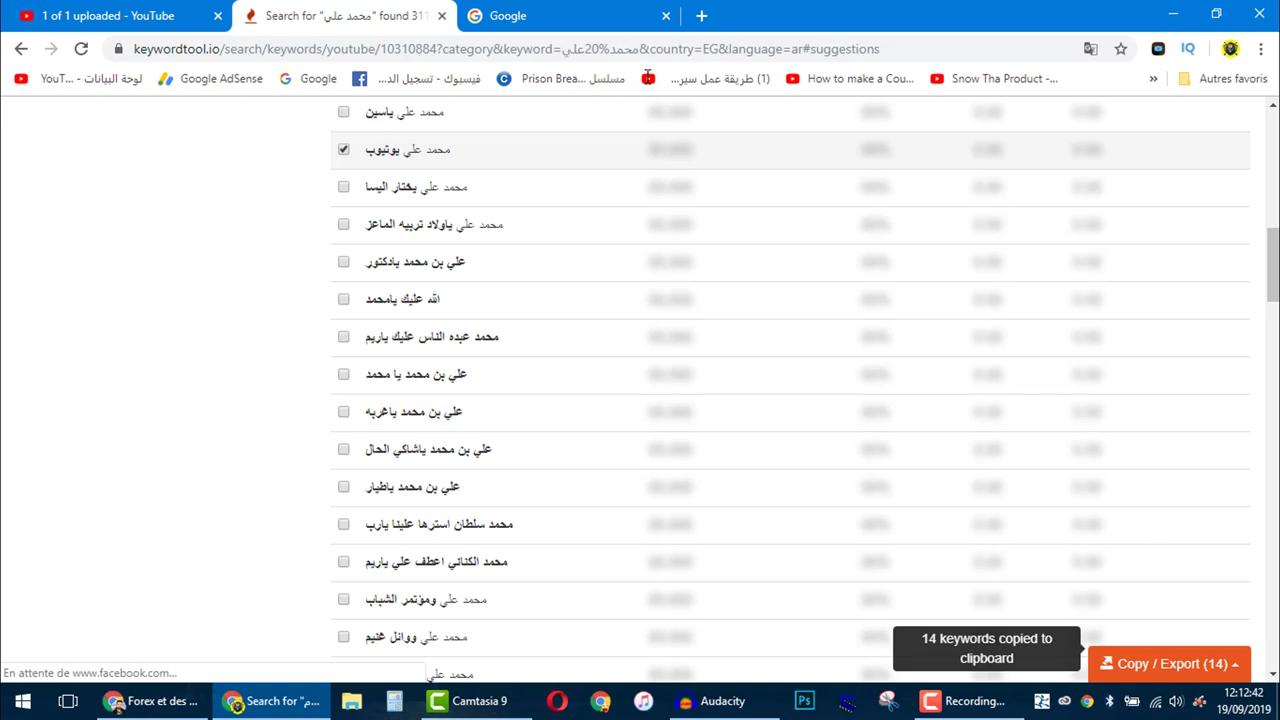 1 of 1 uploaded - YouTube
Search for "محمد علي" found 311
Google
keywordtool.io/search/keywords/youtube/10310884?category&keyword=محمد%20علي&country=EG&language=ar#suggestions
لوحة البيانات - YouT...
Google AdSense
Google
فيسبوك - تسجيل الد...
مسلسل Prison Brea...
(1) طريقة عمل سير...
How to make a Cou...
Snow Tha Product -...
»
Autres favoris
محمد علي ياسين
محمد علي يوتيوب
محمد علي يختار اليسا
محمد علي ياولاد تربيه الماعز
علي بن محمد يادكتور
الله عليك يامحمد
محمد عبده الناس عليك ياريم
علي بن محمد يا محمد
علي بن محمد ياغربه
علي بن محمد ياشاكي الحال
علي بن محمد ياطيار
محمد سلطان استرها علينا يارب
محمد الكناني اعطف علي ياريم
محمد علي ومؤتمر الشباب
محمد علي ووائل غنيم
محمد علي
14 keywords copied to
clipboard
Copy / Export (14)
En attente de www.facebook.com...
Forex et des ...
Search for "م...
Camtasia 9
Ps
Audacity
Recording...
12:12:42
19/09/2019